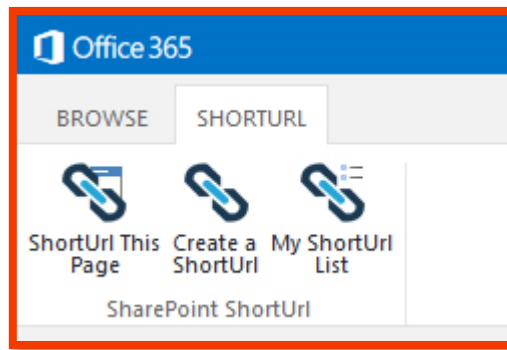 Office 365
BROWSE SHORTURL
ShortUrl This Create a My ShortUrl
Page ShortUrl List
SharePoint ShortUrl